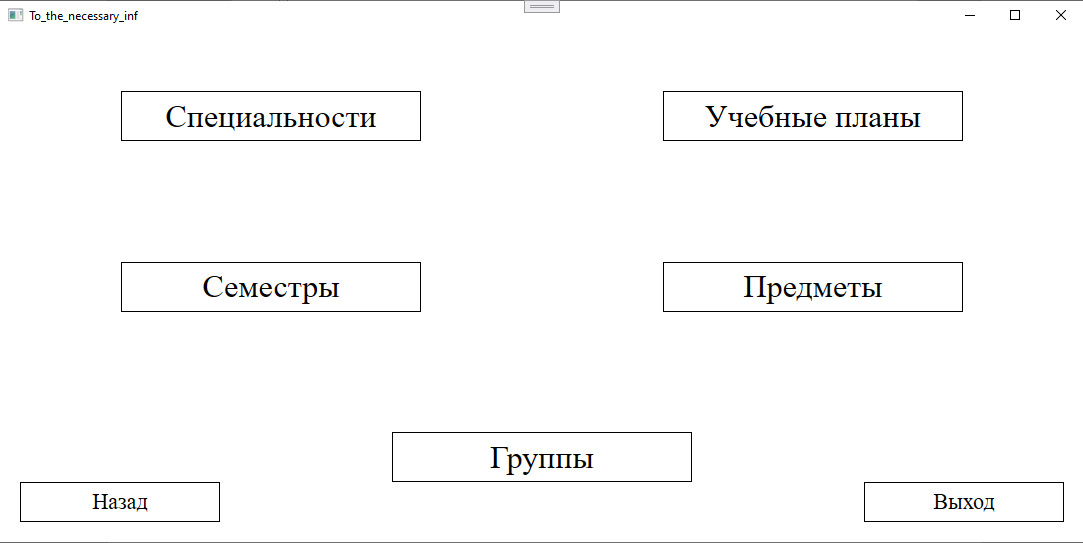 To_the_necessary_inf
Специальности
Учебные планы
Семестры
Предметы
Группы
Назад
Выход